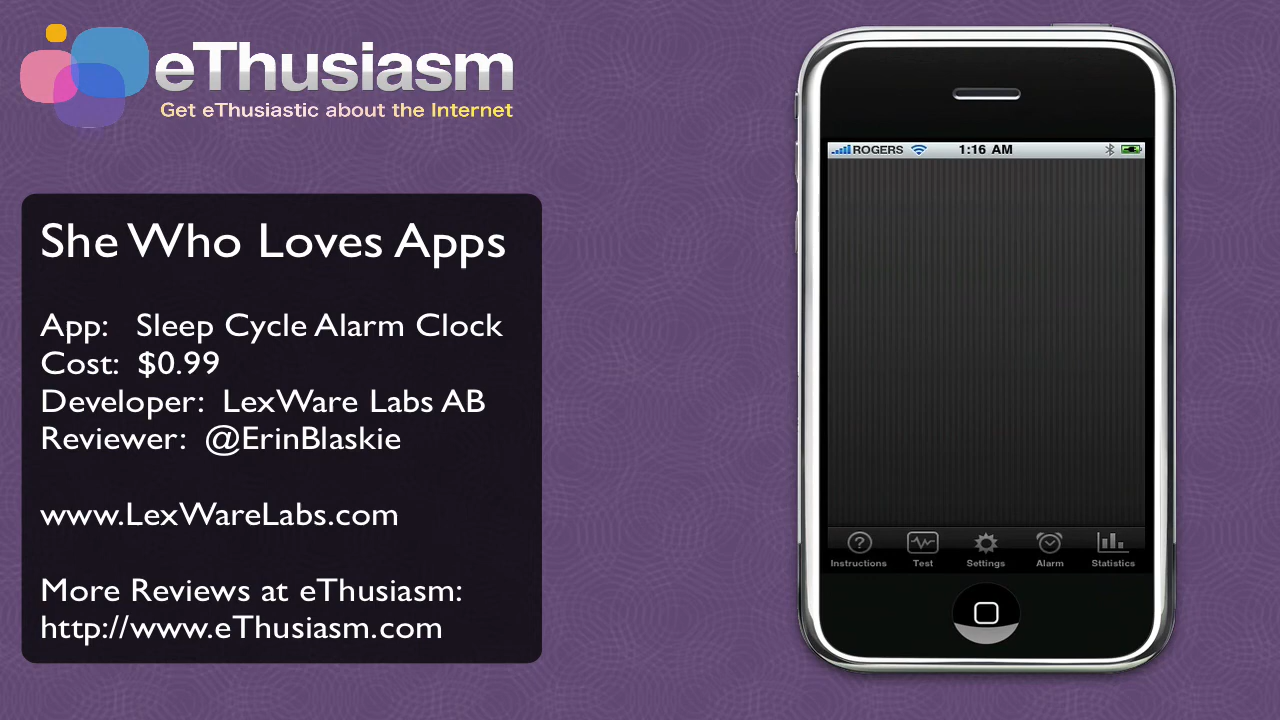 eThusiasm
Get eThusiastic about the Internet
She Who Loves Apps
App: Sleep Cycle Alarm Clock
Cost: $0.99
Developer: LexWare Labs AB
Reviewer: @ErinBlaskie
www.LexWareLabs.com
More Reviews at eThusiasm:
http://www.eThusiasm.com
ROGERS 1:16 AM
Instructions Test Settings Alarm Statistics